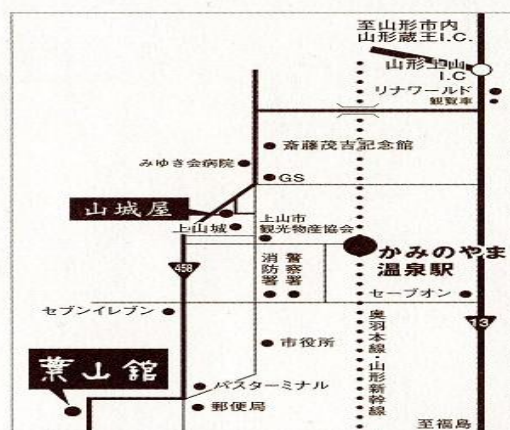 至山形市内
山形蔵王I.C.
山形上山
I.C
リナワールド
観覧車
斎藤茂吉記念館
みゆき会病院
GS
山城屋
上山城
上山市
観光物産協会
かみのやま
温泉駅
消防署
警察署
458
セーブオン
セブンイレブン
13
奥羽本線・山形新幹線
市役所
葉山舘
バスターミナル
郵便局
至福島